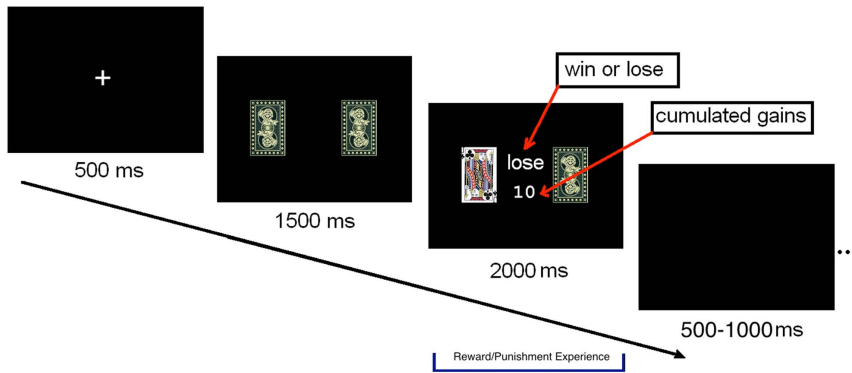 +
500 ms
1500 ms
win or lose
cumulated gains
lose
10
2000 ms
500-1000 ms
..
Reward/Punishment Experience